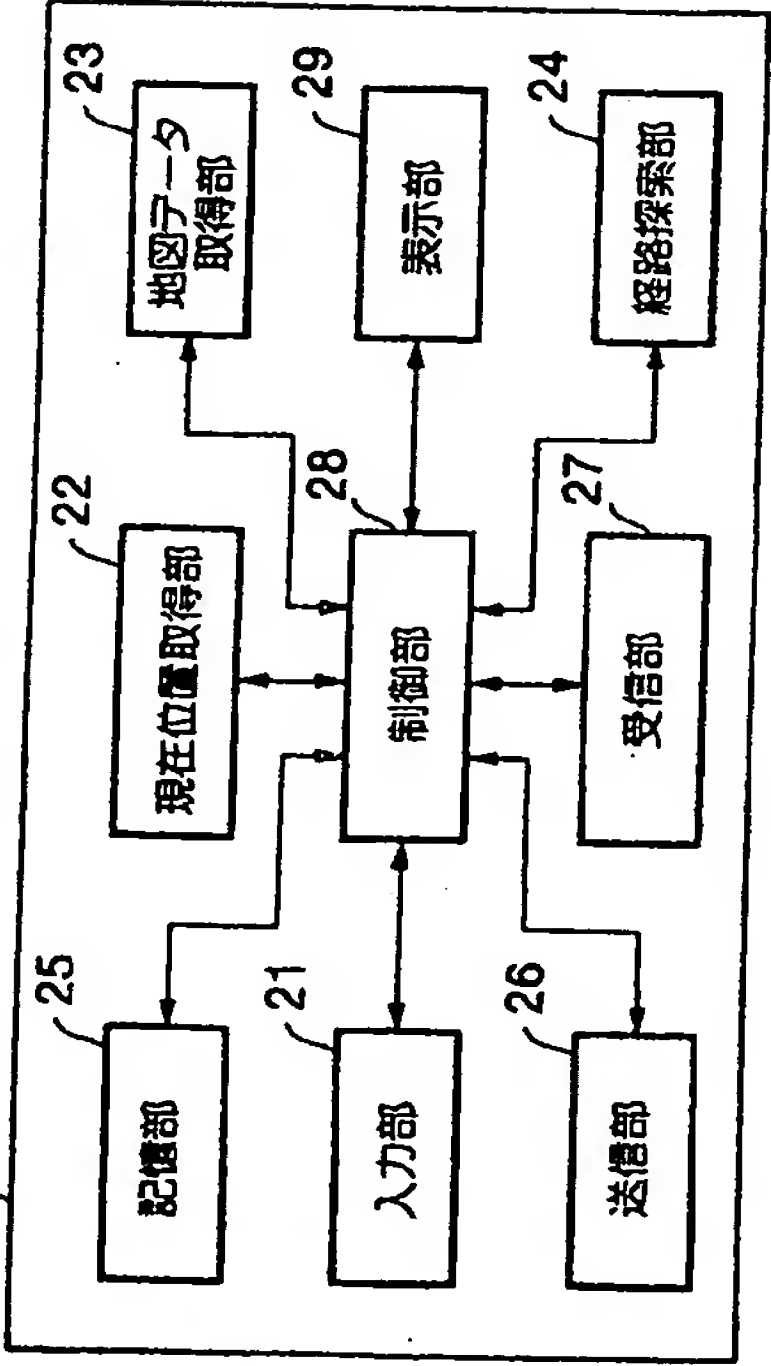 25
記憶部
22
現在位置取得部
23
地図データ
取得部
21
入力部
28
制御部
29
表示部
26
送信部
27
受信部
24
経路探索部